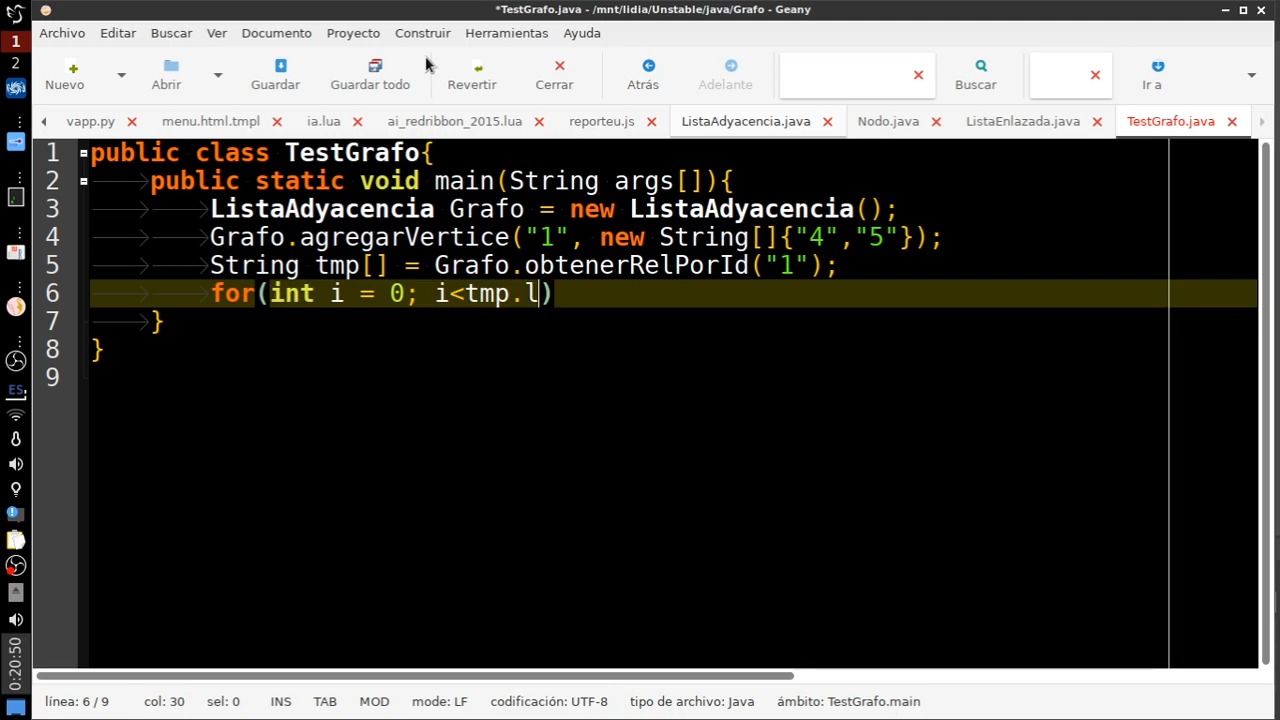 *TestGrafo.java - /mnt/lidia/Unstable/java/Grafo - Geany
1
2
ES
0:20:50
Archivo Editar Buscar Ver Documento Proyecto Construir Herramientas Ayuda
Nuevo Abrir Guardar Guardar todo Revertir Cerrar Atrás Adelante Buscar Ir a
vapp.py menu.html.tmpl ia.lua ai_redribbon_2015.lua reporteu.js ListaAdyacencia.java Nodo.java ListaEnlazada.java TestGrafo.java
1 public class TestGrafo{
2 public static void main(String args[]){
3 ListaAdyacencia Grafo = new ListaAdyacencia();
4 Grafo.agregarVertice("1", new String[]{"4","5"});
5 String tmp[] = Grafo.obtenerRelPorId("1");
6 for(int i = 0; i<tmp.l)
7 }
8 }
9
línea: 6 / 9 col: 30 sel: 0 INS TAB MOD mode: LF codificación: UTF-8 tipo de archivo: Java ámbito: TestGrafo.main